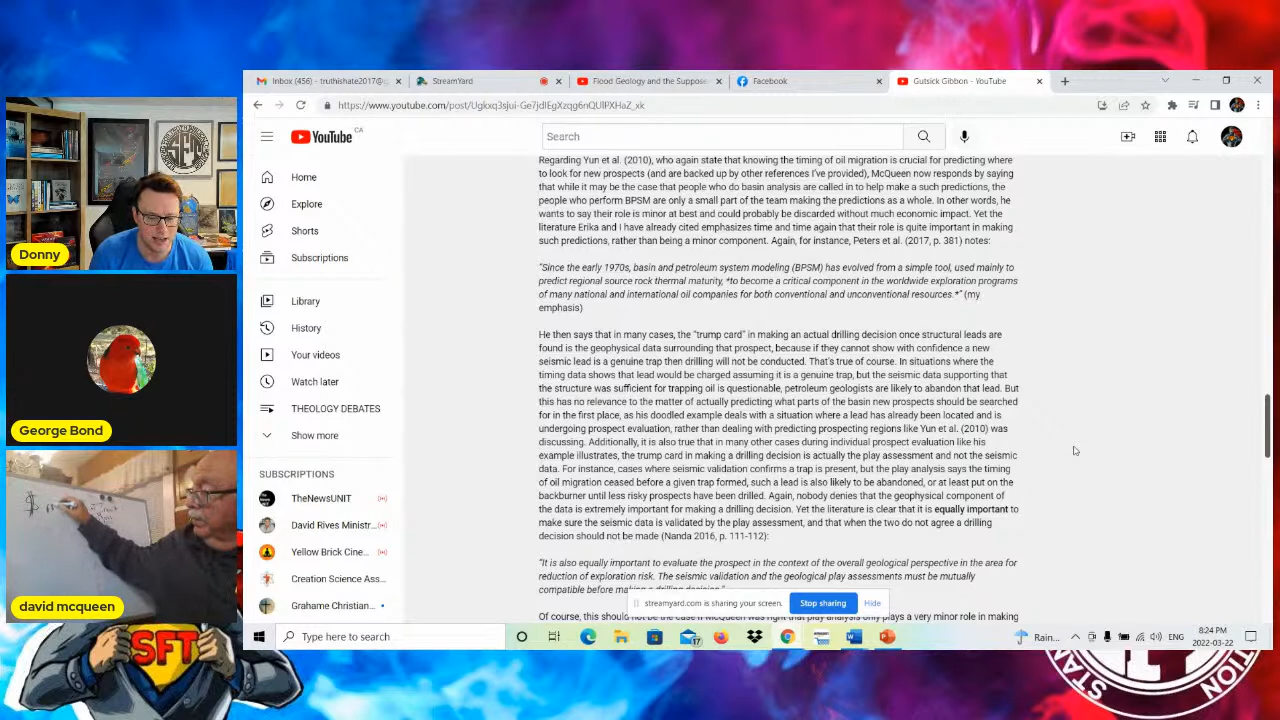 Inbox (456) - truthishate2017@g
StreamYard
Flood Geology and the Suppose
Facebook
Gutsick Gibbon - YouTube
https://www.youtube.com/post/Ugkxq3sjui-Ge7jdlEgXzqg6nQUlPXHaZ_xk
YouTube CA
Search
Home
Explore
Shorts
Subscriptions
Library
History
Your videos
Watch later
THEOLOGY DEBATES
Show more
SUBSCRIPTIONS
TheNewsUNIT
David Rives Ministr...
Yellow Brick Cine...
Creation Science Ass...
Grahame Christian...
Regarding Yun et al. (2010), who again state that knowing the timing of oil migration is crucial for predicting where
to look for new prospects (and are backed up by other references I've provided), McQueen now responds by saying
that while it may be the case that people who do basin analysis are called in to help make a such predictions, the
people who perform BPSM are only a small part of the team making the predictions as a whole. In other words, he
wants to say their role is minor at best and could probably be discarded without much economic impact. Yet the
literature Erika and I have already cited emphasizes time and time again that their role is quite important in making
such predictions, rather than being a minor component. Again, for instance, Peters et al. (2017, p. 381) notes:
"Since the early 1970s, basin and petroleum system modeling (BPSM) has evolved from a simple tool, used mainly to
predict regional source rock thermal maturity, *to become a critical component in the worldwide exploration programs
of many national and international oil companies for both conventional and unconventional resources.*" (my
emphasis)
He then says that in many cases, the "trump card" in making an actual drilling decision once structural leads are
found is the geophysical data surrounding that prospect, because if they cannot show with confidence a new
seismic lead is a genuine trap then drilling will not be conducted. That's true of course. In situations where the
timing data shows that lead would be charged assuming it is a genuine trap, but the seismic data supporting that
the structure was sufficient for trapping oil is questionable, petroleum geologists are likely to abandon that lead. But
this has no relevance to the matter of actually predicting what parts of the basin new prospects should be searched
for in the first place, as his doodled example deals with a situation where a lead has already been located and is
undergoing prospect evaluation, rather than dealing with predicting prospecting regions like Yun et al. (2010) was
discussing. Additionally, it is also true that in many other cases during individual prospect evaluation like his
example illustrates, the trump card in making a drilling decision is actually the play assessment and not the seismic
data. For instance, cases where seismic validation confirms a trap is present, but the play analysis says the timing
of oil migration ceased before a given trap formed, such a lead is also likely to be abandoned, or at least put on the
backburner until less risky prospects have been drilled. Again, nobody denies that the geophysical component of
the data is extremely important for making a drilling decision. Yet the literature is clear that it is equally important to
make sure the seismic data is validated by the play assessment, and that when the two do not agree a drilling
decision should not be made (Nanda 2016, p. 111-112):
"It is also equally important to evaluate the prospect in the context of the overall geological perspective in the area for
reduction of exploration risk. The seismic validation and the geological play assessments must be mutually
compatible before making a drilling decision."
Of course, this should not be the case if McQueen was right that play analysis only plays a very minor role in making
streamyard.com is sharing your screen.
Stop sharing
Hide
Type here to search
17
Rain...
ENG
8:24 PM
2022-03-22
Donny
George Bond
david mcqueen
SFT
SFT